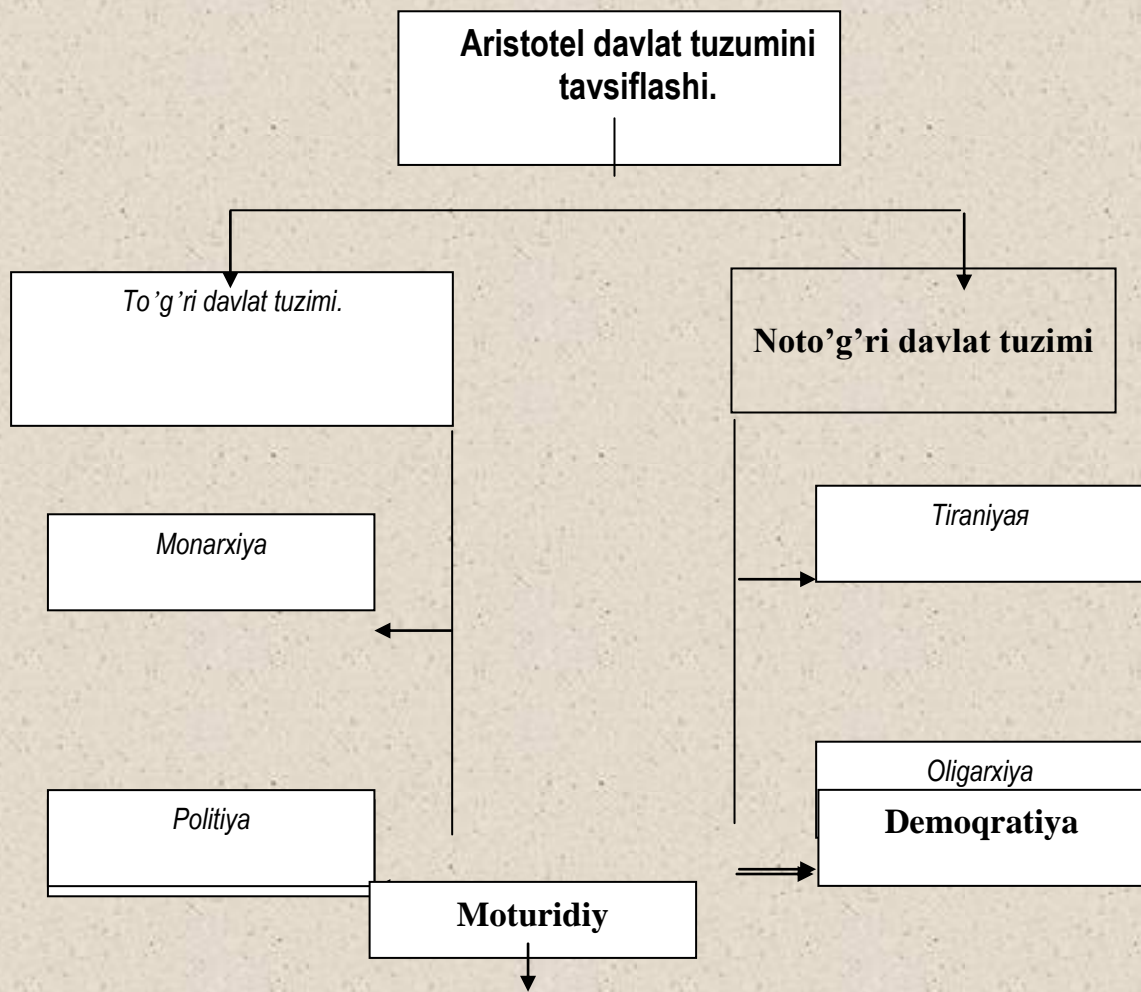 Aristotel davlat tuzumini
tavsiflashi.
To’g’ri davlat tuzimi.
Noto’g’ri davlat tuzimi
Monarxiya
Tiraniyaя
Politiya
Oligarxiya
Demoqratiya
Moturidiy